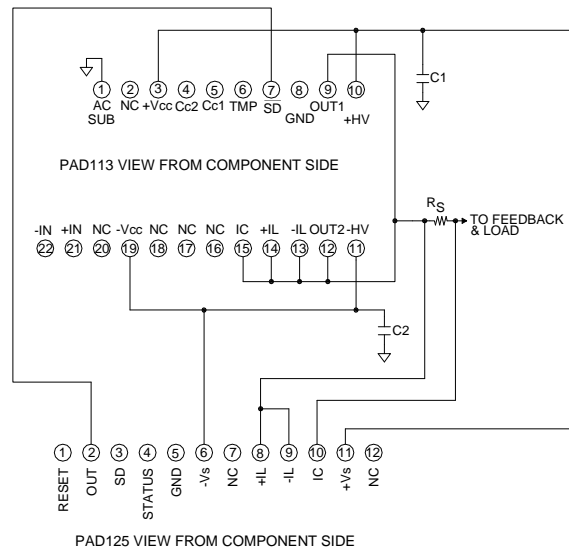 1 2 3 4 5 6 7 8 9 10
AC SUB NC +Vcc Cc2 Cc1 TMP SD GND OUT1 +HV
C1
PAD113 VIEW FROM COMPONENT SIDE
RS
TO FEEDBACK
& LOAD
-IN +IN NC -Vcc NC NC NC IC +IL -IL OUT2 -HV
22 21 20 19 18 17 16 15 14 13 12 11
C2
1 2 3 4 5 6 7 8 9 10 11 12
RESET OUT SD STATUS GND -Vs NC +IL -IL IC +Vs NC
PAD125 VIEW FROM COMPONENT SIDE